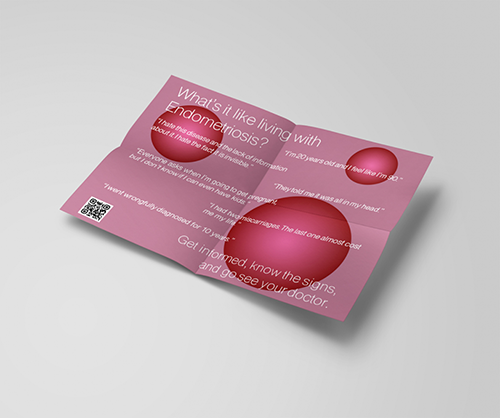 What's it like living with
Endometriosis?
"I hate this disease and the lack of information
about it. I hate the fact it is invisible."
"I'm 20 years old and I feel like I'm 90."
"Everyone asks when I'm going to get pregnant,
but I don't know if I can even have kids."
"They told me it was all in my head."
"I had two miscarriages. The last one almost cost
me my life."
"I went wrongfully diagnosed for 10 years."
Get informed, know the signs,
and go see your doctor.